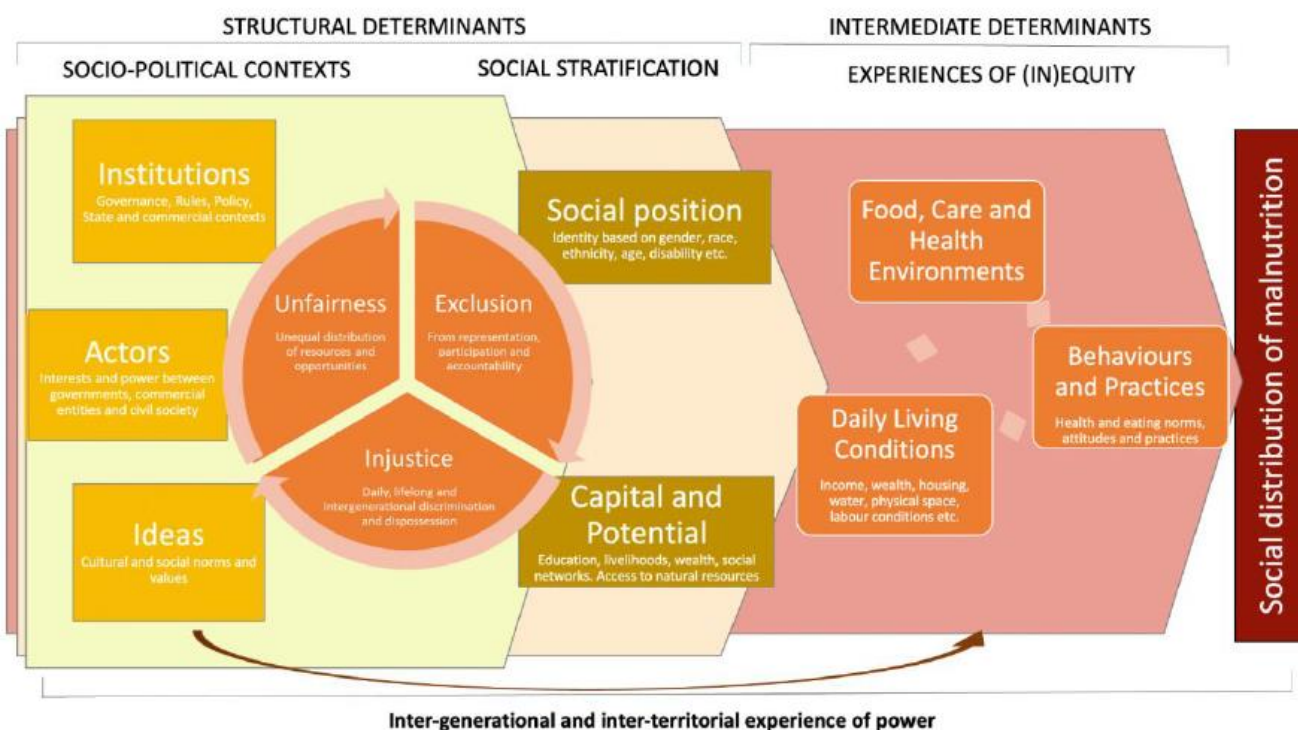 STRUCTURAL DETERMINANTS
INTERMEDIATE DETERMINANTS
SOCIO-POLITICAL CONTEXTS
SOCIAL STRATIFICATION
EXPERIENCES OF (IN)EQUITY
Institutions
Governance, Rules, Policy,
State and commercial contexts
Actors
Interests and power between
governments, commercial
entities and civil society
Ideas
Cultural and social norms and
values
Unfairness
Unequal distribution
of resources and
opportunities
Exclusion
From representation,
participation and
accountability
Injustice
Daily, lifelong and
intergenerational discrimination
and dispossession
Social position
Identity based on gender, race,
ethnicity, age, disability etc.
Capital and
Potential
Education, livelihoods, wealth, social
networks. Access to natural resources
Food, Care and
Health
Environments
Daily Living
Conditions
Income, wealth, housing,
water, physical space,
labour conditions etc.
Behaviours
and Practices
Health and eating norms,
attitudes and practices
Social distribution of malnutrition
Inter-generational and inter-territorial experience of power